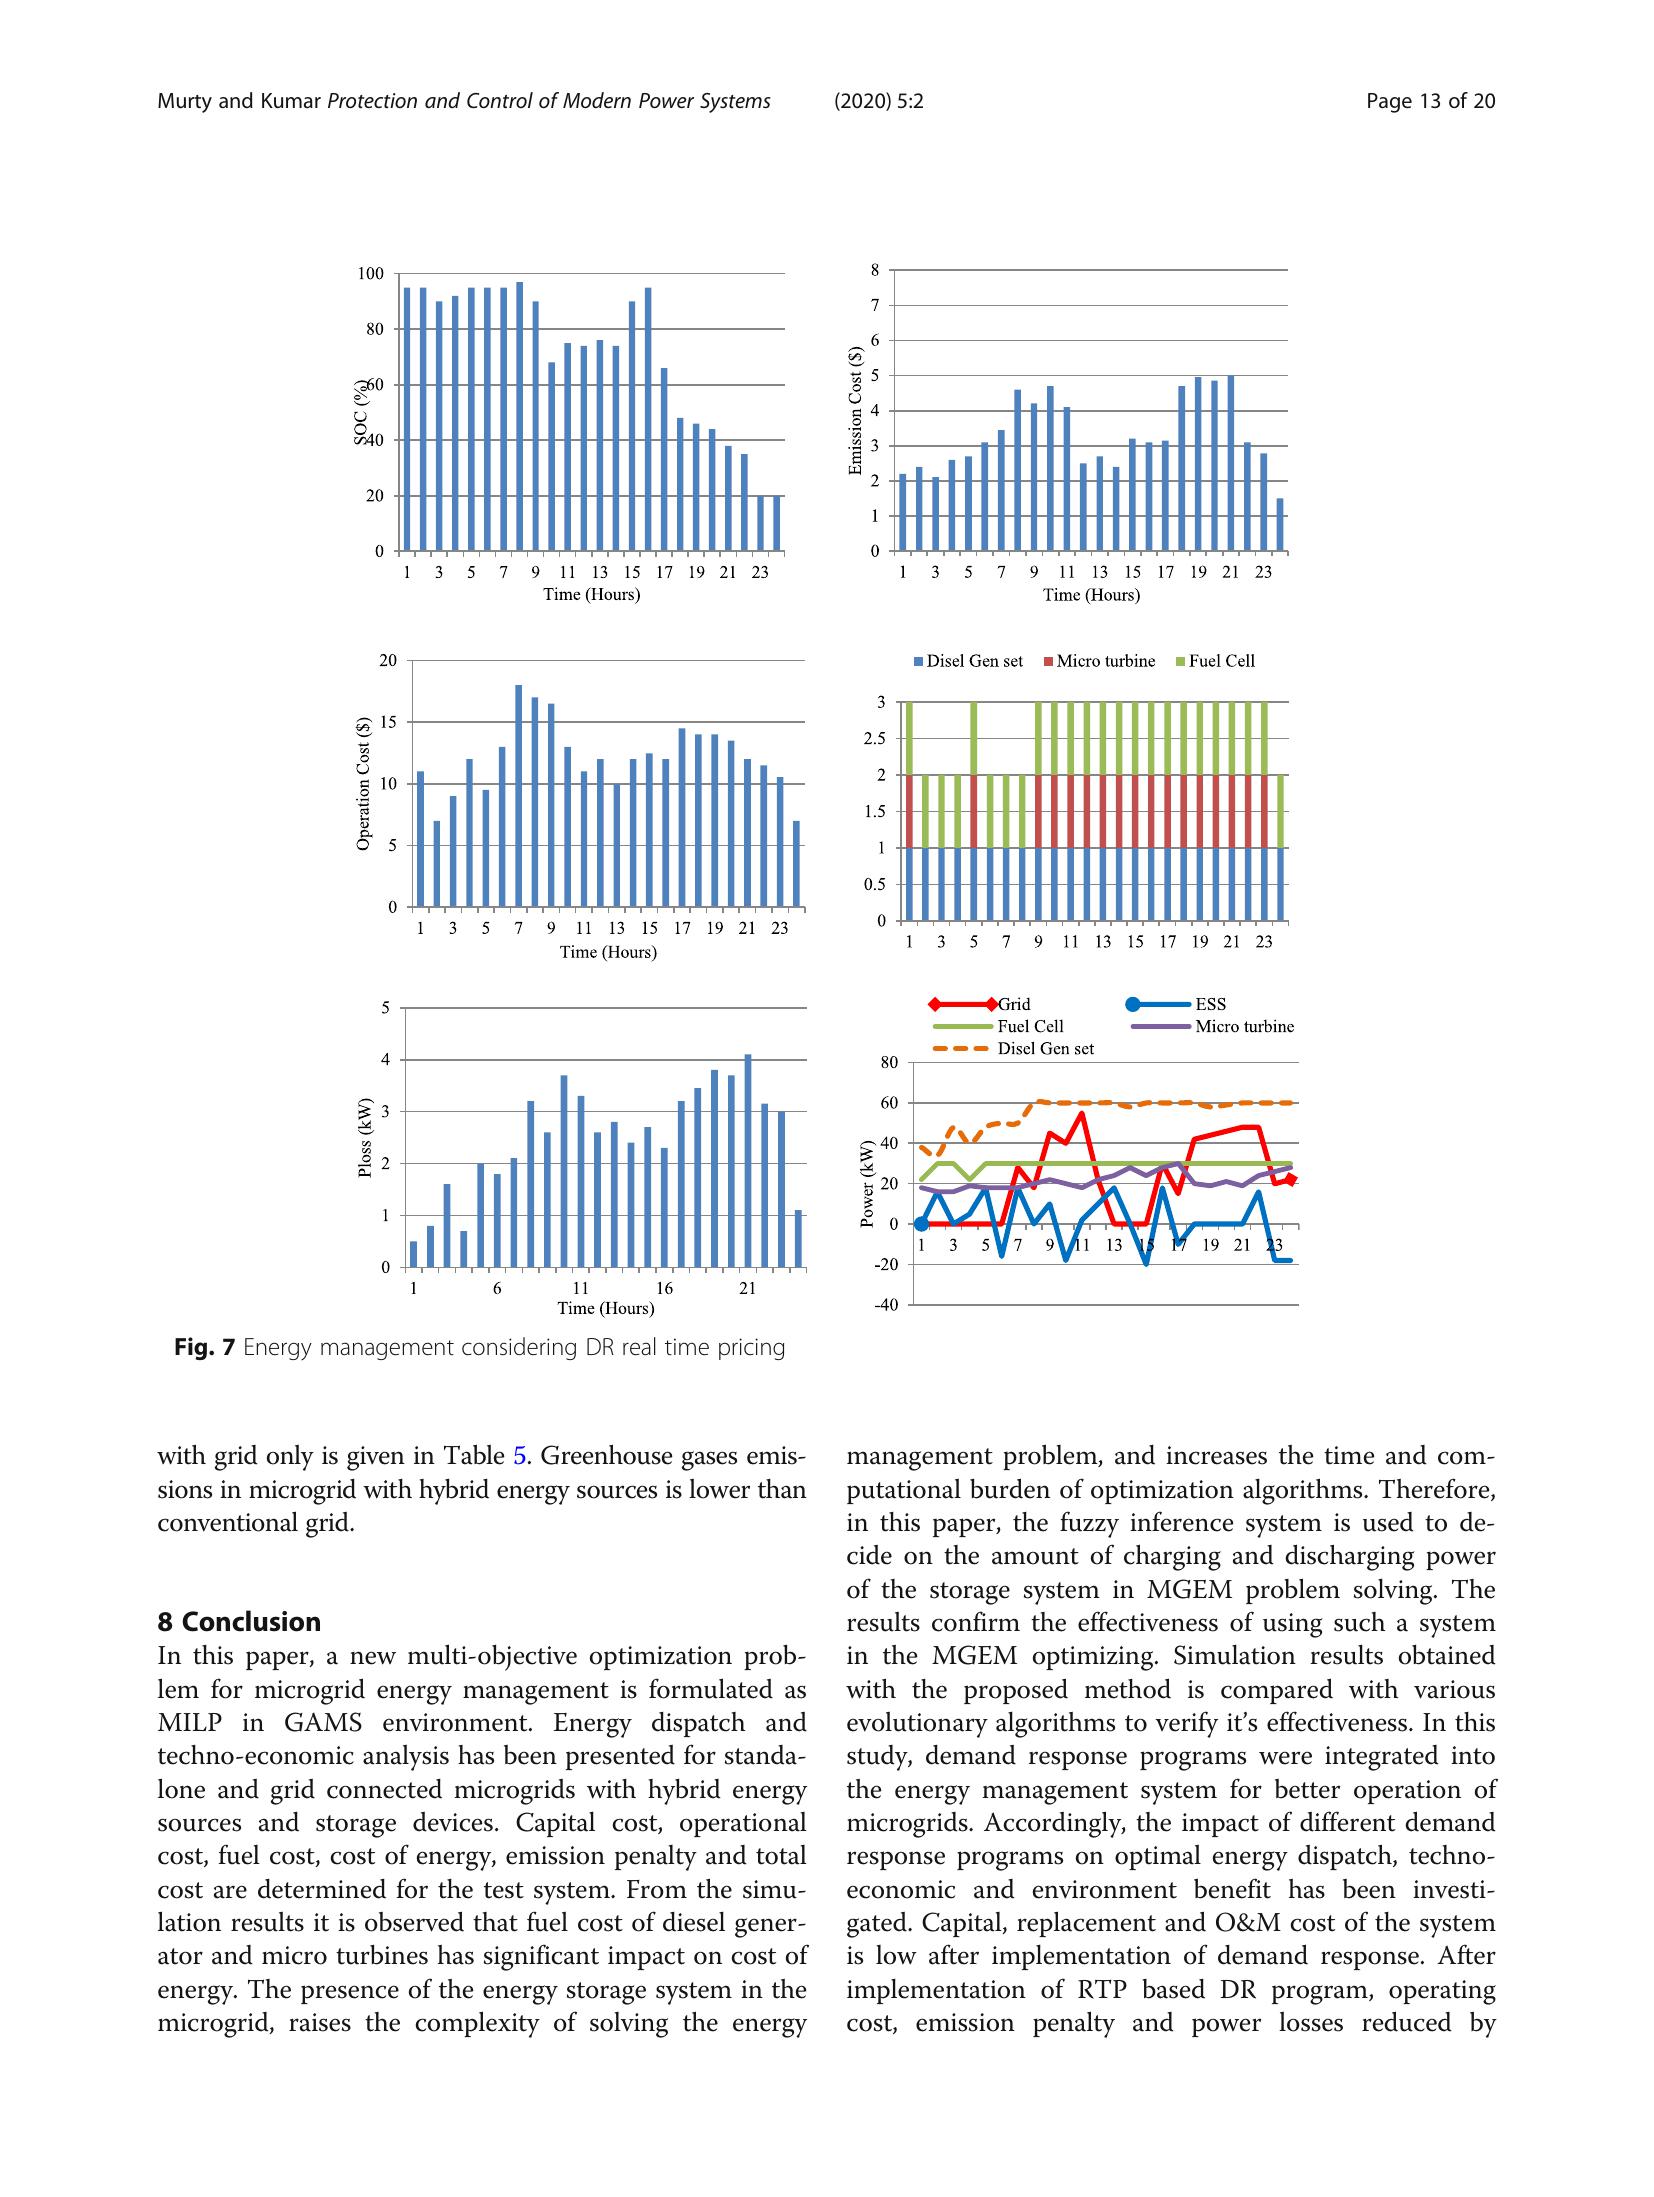 Murty and Kumar Protection and Control of Modern Power Systems (2020) 5:2 Page 13 of 20
100
80
60
40
20
0
SOC (%)
1 3 5 7 9 11 13 15 17 19 21 23
Time (Hours)
8
7
6
5
4
3
2
1
0
Emission Cost ($)
1 3 5 7 9 11 13 15 17 19 21 23
Time (Hours)
20
15
10
5
0
Operation Cost ($)
1 3 5 7 9 11 13 15 17 19 21 23
Time (Hours)
Disel Gen set Micro turbine Fuel Cell
3
2.5
2
1.5
1
0.5
0
1 3 5 7 9 11 13 15 17 19 21 23
5
4
3
2
1
0
Ploss (kW)
1 6 11 16 21
Time (Hours)
Grid ESS
Fuel Cell Micro turbine
Disel Gen set
80
60
40
20
0
-20
-40
Power (kW)
1 3 5 7 9 11 13 15 17 19 21 23
Fig. 7 Energy management considering DR real time pricing
with grid only is given in Table 5. Greenhouse gases emis-
sions in microgrid with hybrid energy sources is lower than
conventional grid.
8 Conclusion
In this paper, a new multi-objective optimization prob-
lem for microgrid energy management is formulated as
MILP in GAMS environment. Energy dispatch and
techno-economic analysis has been presented for standa-
lone and grid connected microgrids with hybrid energy
sources and storage devices. Capital cost, operational
cost, fuel cost, cost of energy, emission penalty and total
cost are determined for the test system. From the simu-
lation results it is observed that fuel cost of diesel gener-
ator and micro turbines has significant impact on cost of
energy. The presence of the energy storage system in the
microgrid, raises the complexity of solving the energy
management problem, and increases the time and com-
putational burden of optimization algorithms. Therefore,
in this paper, the fuzzy inference system is used to de-
cide on the amount of charging and discharging power
of the storage system in MGEM problem solving. The
results confirm the effectiveness of using such a system
in the MGEM optimizing. Simulation results obtained
with the proposed method is compared with various
evolutionary algorithms to verify it's effectiveness. In this
study, demand response programs were integrated into
the energy management system for better operation of
microgrids. Accordingly, the impact of different demand
response programs on optimal energy dispatch, techno-
economic and environment benefit has been investi-
gated. Capital, replacement and O&M cost of the system
is low after implementation of demand response. After
implementation of RTP based DR program, operating
cost, emission penalty and power losses reduced by